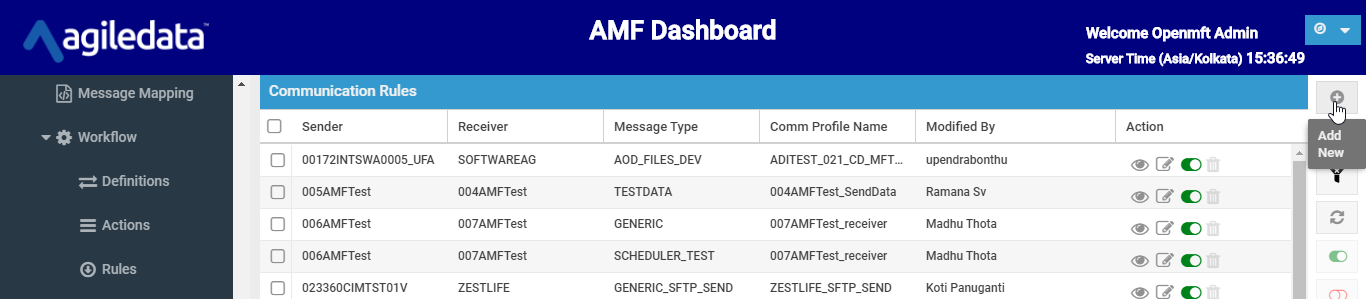 agiledata™
AMF Dashboard
Welcome Openmft Admin
Server Time (Asia/Kolkata) 15:36:49
Message Mapping
Workflow
Definitions
Actions
Rules
Communication Rules
Sender Receiver Message Type Comm Profile Name Modified By Action
00172INTSWA0005_UFA SOFTWAREAG AOD_FILES_DEV ADITEST_021_CD_MFT... upendrabonthu
005AMFTest 004AMFTest TESTDATA 004AMFTest_SendData Ramana Sv
006AMFTest 007AMFTest GENERIC 007AMFTest_receiver Madhu Thota
006AMFTest 007AMFTest SCHEDULER_TEST 007AMFTest_receiver Madhu Thota
023360CIMTST01V ZESTLIFE GENERIC_SFTP_SEND ZESTLIFE_SFTP_SEND Koti Panuganti
Add
New